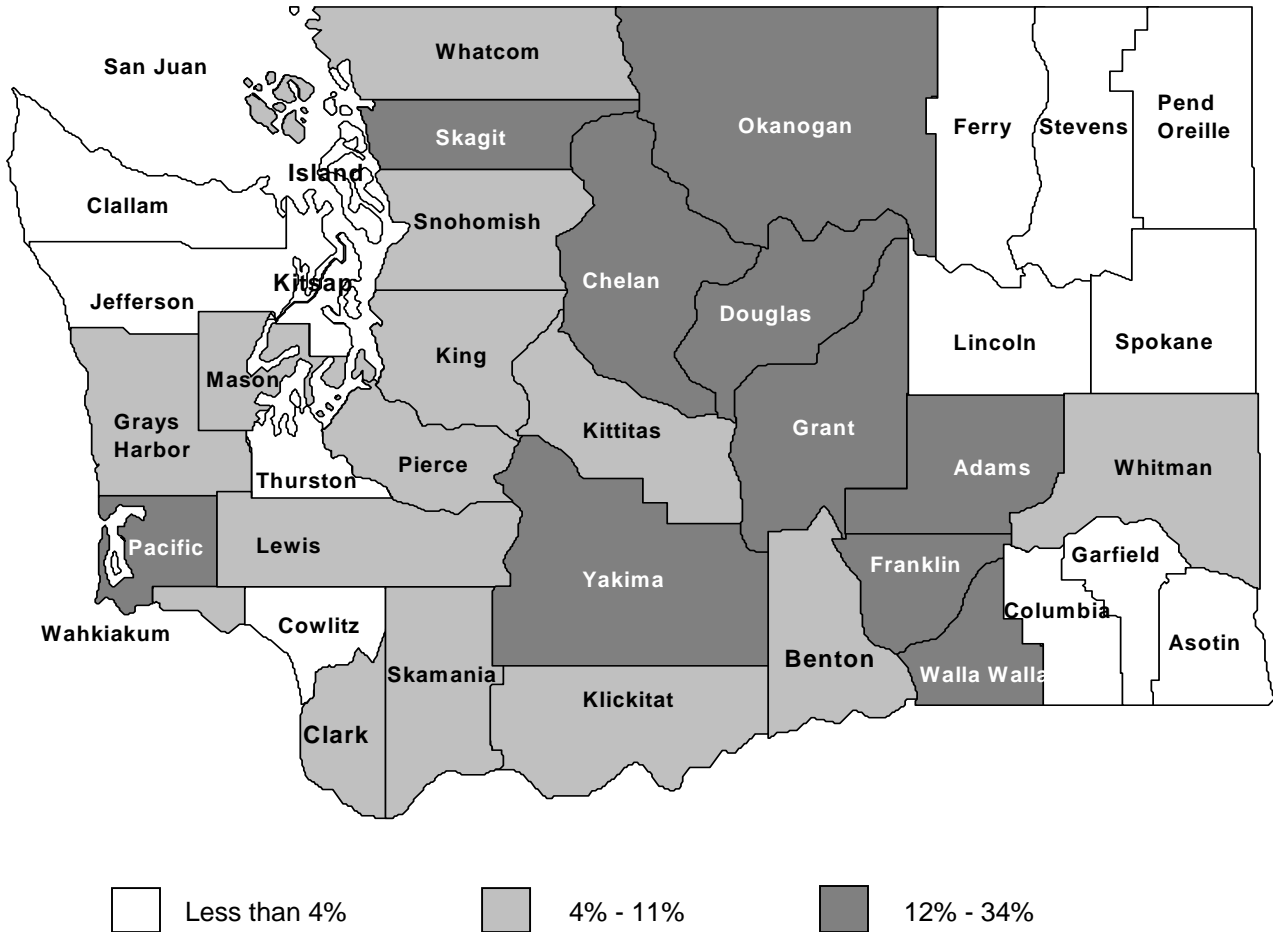 Whatcom
San Juan
Pend
Oreille
Okanogan
Ferry
Stevens
Skagit
Island
Clallam
Snohomish
Chelan
Kitsap
Jefferson
Douglas
Lincoln
Spokane
King
Mason
Grays
Harbor
Kittitas
Grant
Pierce
Adams
Whitman
Thurston
Pacific
Lewis
Garfield
Franklin
Yakima
Columbia
Wahkiakum
Cowlitz
Asotin
Benton
Skamania
Walla Walla
Klickitat
Clark
Less than 4%
4% - 11%
12% - 34%